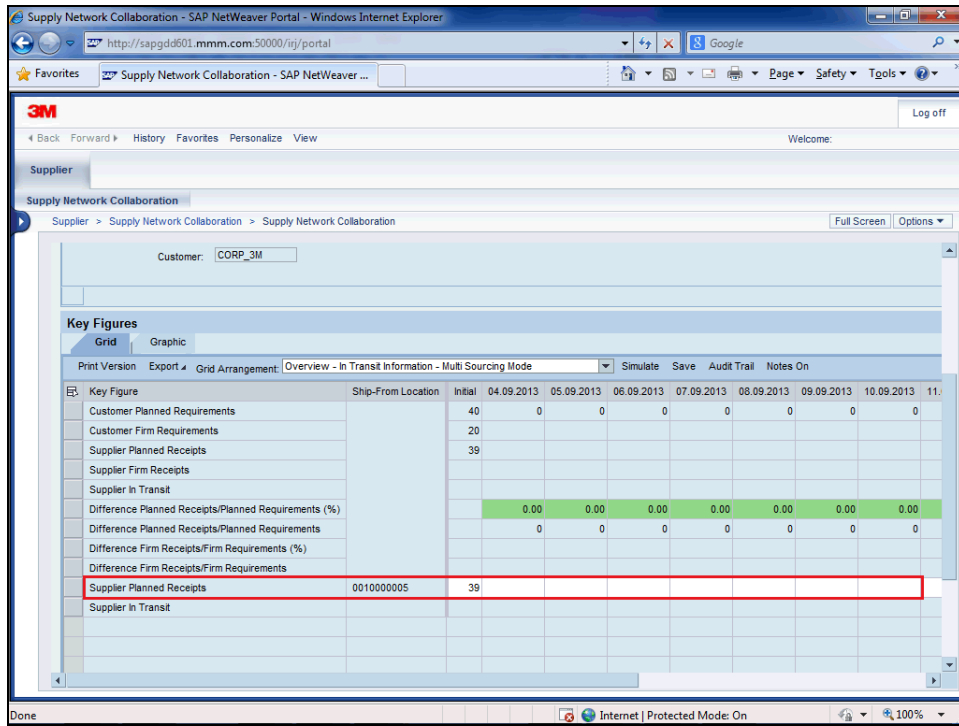 Supply Network Collaboration - SAP NetWeaver Portal - Windows Internet Explorer
http://sapgdd601.mmm.com:50000/irj/portal
Google
Favorites Supply Network Collaboration - SAP NetWeaver ... Page Safety Tools
3M Log off
Back Forward History Favorites Personalize View Welcome:
Supplier
Supply Network Collaboration
Supplier > Supply Network Collaboration > Supply Network Collaboration Full Screen Options
Customer: CORP_3M
Key Figures
Grid Graphic
Print Version Export Grid Arrangement: Overview - In Transit Information - Multi Sourcing Mode Simulate Save Audit Trail Notes On
Key Figure Ship-From Location Initial 04.09.2013 05.09.2013 06.09.2013 07.09.2013 08.09.2013 09.09.2013 10.09.2013 11.
Customer Planned Requirements 40 0 0 0 0 0 0 0
Customer Firm Requirements 20
Supplier Planned Receipts 39
Supplier Firm Receipts
Supplier In Transit
Difference Planned Receipts/Planned Requirements (%) 0.00 0.00 0.00 0.00 0.00 0.00 0.00
Difference Planned Receipts/Planned Requirements 0 0 0 0 0 0 0
Difference Firm Receipts/Firm Requirements (%)
Difference Firm Receipts/Firm Requirements
Supplier Planned Receipts 0010000005 39
Supplier In Transit
Done Internet | Protected Mode: On 100%